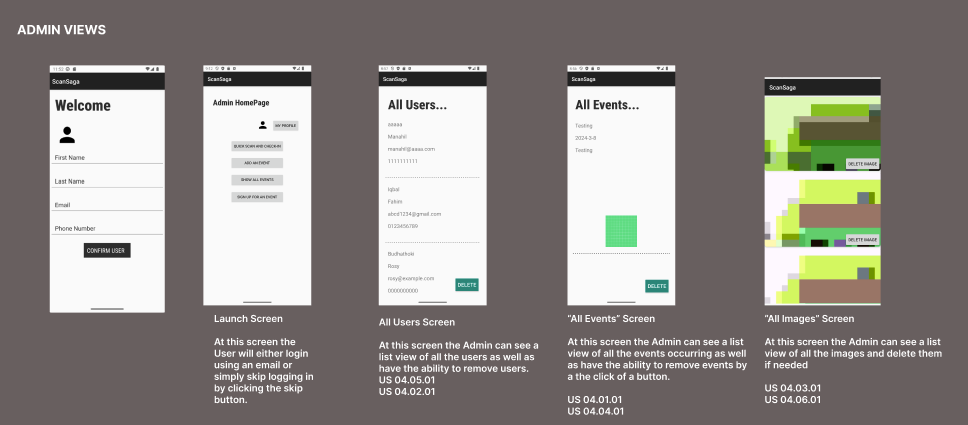 ADMIN VIEWS
ScanSaga
Welcome
First Name
Last Name
Email
Phone Number
CONFIRM USER
ScanSaga
Admin HomePage
MY PROFILE
QUICK SCAN AND CHECK-IN
ADD AN EVENT
SHOW ALL EVENTS
SIGN UP FOR AN EVENT
Launch Screen
At this screen the
User will either login
using an email or
simply skip logging in
by clicking the skip
button.
ScanSaga
All Users...
aaaaa
Manahil
manahil@aaaa.com
1111111111
Iqbal
Fahim
abcd1234@gmail.com
0123456789
Budhathoki
Rosy
rosy@example.com
0000000000
DELETE
All Users Screen
At this screen the Admin can see a
list view of all the users as well as
have the ability to remove users.
US 04.05.01
US 04.02.01
ScanSaga
All Events...
Testing
2024-3-8
Testing
DELETE
"All Events" Screen
At this screen the Admin can see a list
view of all the events occurring as well
as have the ability to remove events by
a the click of a button.
US 04.01.01
US 04.04.01
ScanSaga
DELETE IMAGE
DELETE IMAGE
"All Images" Screen
At this screen the Admin can see a list
view of all the images and delete them
if needed
US 04.03.01
US 04.06.01